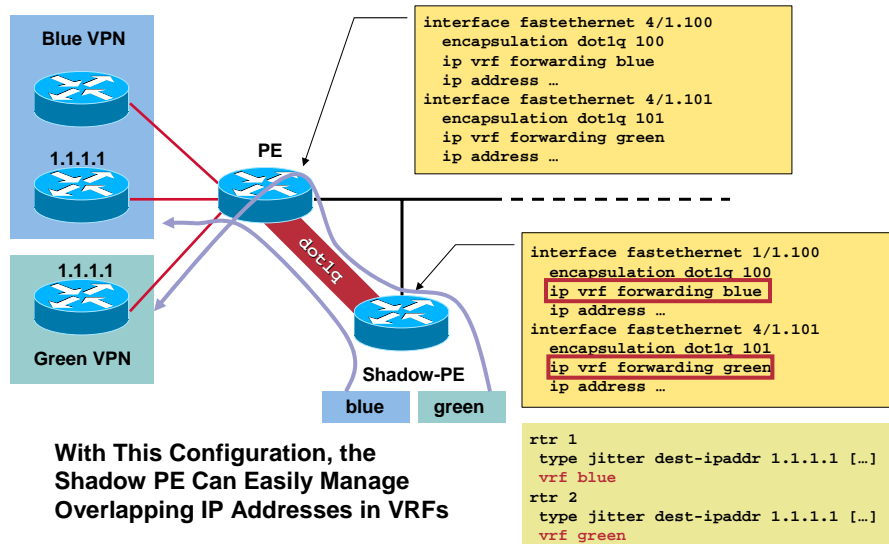 Blue VPN
1.1.1.1
1.1.1.1
Green VPN
PE
dot1q
Shadow-PE
blue
green
interface fastethernet 4/1.100
encapsulation dot1q 100
ip vrf forwarding blue
ip address …
interface fastethernet 4/1.101
encapsulation dot1q 101
ip vrf forwarding green
ip address …
interface fastethernet 1/1.100
encapsulation dot1q 100
ip vrf forwarding blue
ip address …
interface fastethernet 4/1.101
encapsulation dot1q 101
ip vrf forwarding green
ip address …
With This Configuration, the
Shadow PE Can Easily Manage
Overlapping IP Addresses in VRFs
rtr 1
type jitter dest-ipaddr 1.1.1.1 […]
vrf blue
rtr 2
type jitter dest-ipaddr 1.1.1.1 […]
vrf green